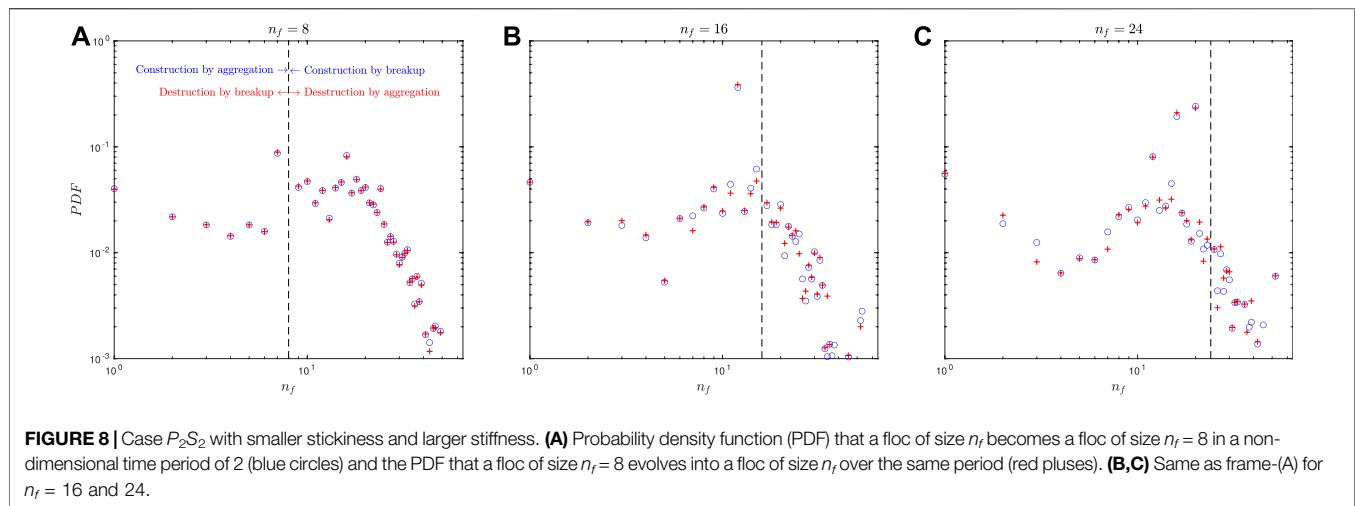 A
B
C
n_f = 8
n_f = 16
n_f = 24
10^0
10^-1
10^-2
10^-3
PDF
Construction by aggregation → ← Construction by breakup
Destruction by breakup ← → Desstruction by aggregation
10^0
10^1
10^0
10^1
10^0
10^1
n_f
n_f
n_f
FIGURE 8 | Case P_2S_2 with smaller stickiness and larger stiffness. (A) Probability density function (PDF) that a floc of size n_f becomes a floc of size n_f = 8 in a non-
dimensional time period of 2 (blue circles) and the PDF that a floc of size n_f = 8 evolves into a floc of size n_f over the same period (red pluses). (B,C) Same as frame-(A) for
n_f = 16 and 24.